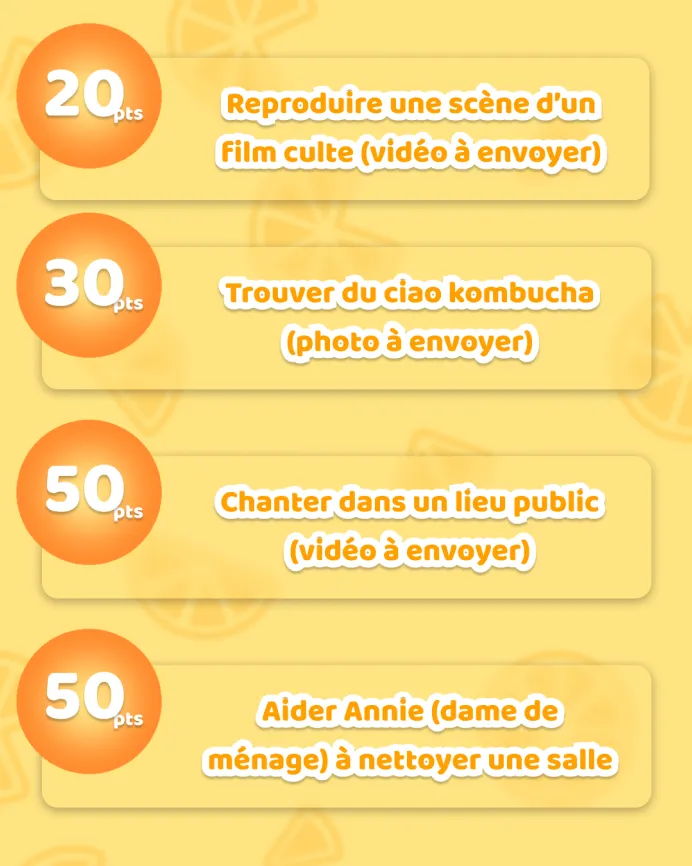 20pts
Reproduire une scène d'un
film culte (vidéo à envoyer)
30pts
Trouver du ciao kombucha
(photo à envoyer)
50pts
Chanter dans un lieu public
(vidéo à envoyer)
50pts
Aider Annie (dame de
ménage) à nettoyer une salle